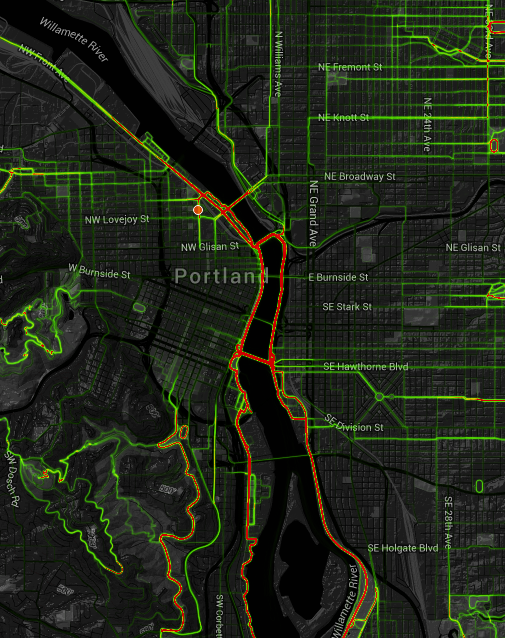 Willamette River
NW Front Ave
N Williams Ave
NE Fremont St
NE Knott St
NE 24th Ave
NE Broadway St
NE Grand Ave
NW Lovejoy St
NW Glisan St
NE Glisan St
W Burnside St
Portland
E Burnside St
SE Stark St
SE Hawthorne Blvd
SE Division St
SW Dosch Rd
SE 28th Ave
SE Holgate Blvd
Willamette River
SW Corbett